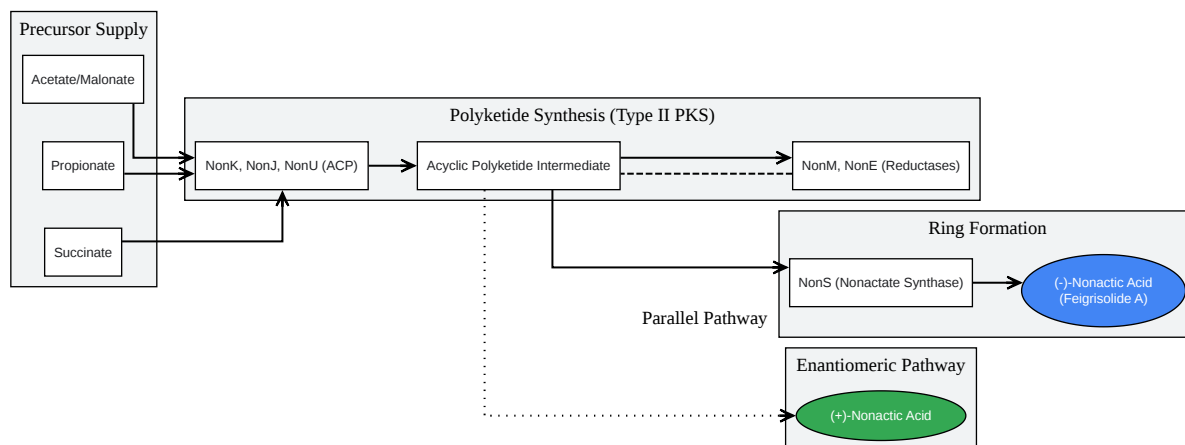 Precursor Supply
Acetate/Malonate
Propionate
Succinate
Polyketide Synthesis (Type II PKS)
NonK, NonJ, NonU (ACP)
Acyclic Polyketide Intermediate
NonM, NonE (Reductases)
Ring Formation
NonS (Nonactate Synthase)
(-)-Nonactic Acid
(Feigrisolide A)
Parallel Pathway
Enantiomeric Pathway
(+)-Nonactic Acid